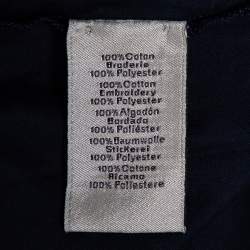 100%Coton
Broderie
100% Polyester
100% Cotton
Embroidery
100% Polyester
100% Algodón
Bordado
100% Poliéster
100%Baumwolle
Stickerei
100% Polyester
100% Cotone
Ricamo
100% Poliestere